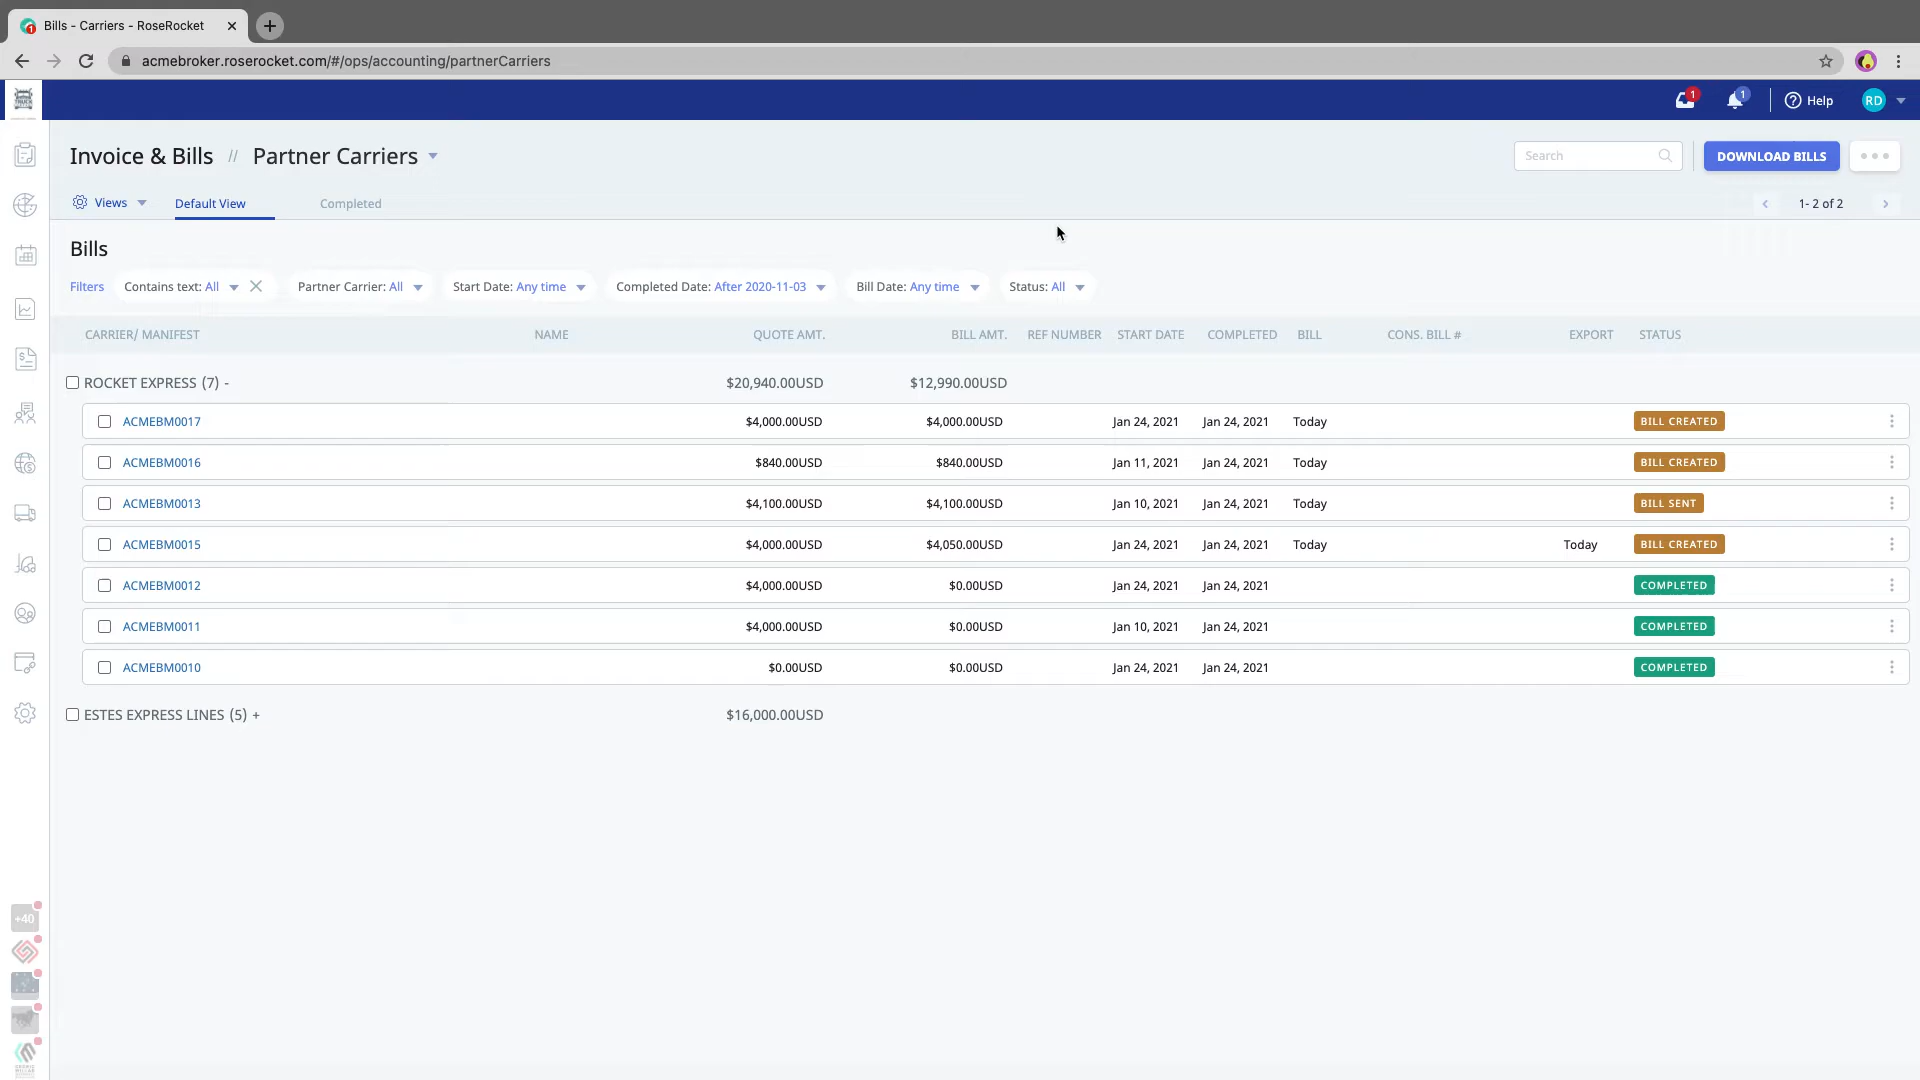 Bills - Carriers - RoseRocket
acmebroker.roserocket.com/#/ops/accounting/partnerCarriers
1 1 Help RD
Invoice & Bills // Partner Carriers Search DOWNLOAD BILLS
Views Default View Completed 1- 2 of 2
Bills
Filters Contains text: All Partner Carrier: All Start Date: Any time Completed Date: After 2020-11-03 Bill Date: Any time Status: All
CARRIER/ MANIFEST NAME QUOTE AMT. BILL AMT. REF NUMBER START DATE COMPLETED BILL CONS. BILL # EXPORT STATUS
ROCKET EXPRESS (7) - $20,940.00USD $12,990.00USD
ACMEBM0017 $4,000.00USD $4,000.00USD Jan 24, 2021 Jan 24, 2021 Today BILL CREATED
ACMEBM0016 $840.00USD $840.00USD Jan 11, 2021 Jan 24, 2021 Today BILL CREATED
ACMEBM0013 $4,100.00USD $4,100.00USD Jan 10, 2021 Jan 24, 2021 Today BILL SENT
ACMEBM0015 $4,000.00USD $4,050.00USD Jan 24, 2021 Jan 24, 2021 Today Today BILL CREATED
ACMEBM0012 $4,000.00USD $0.00USD Jan 24, 2021 Jan 24, 2021 COMPLETED
ACMEBM0011 $4,000.00USD $0.00USD Jan 10, 2021 Jan 24, 2021 COMPLETED
ACMEBM0010 $0.00USD $0.00USD Jan 24, 2021 Jan 24, 2021 COMPLETED
ESTES EXPRESS LINES (5) + $16,000.00USD
+40